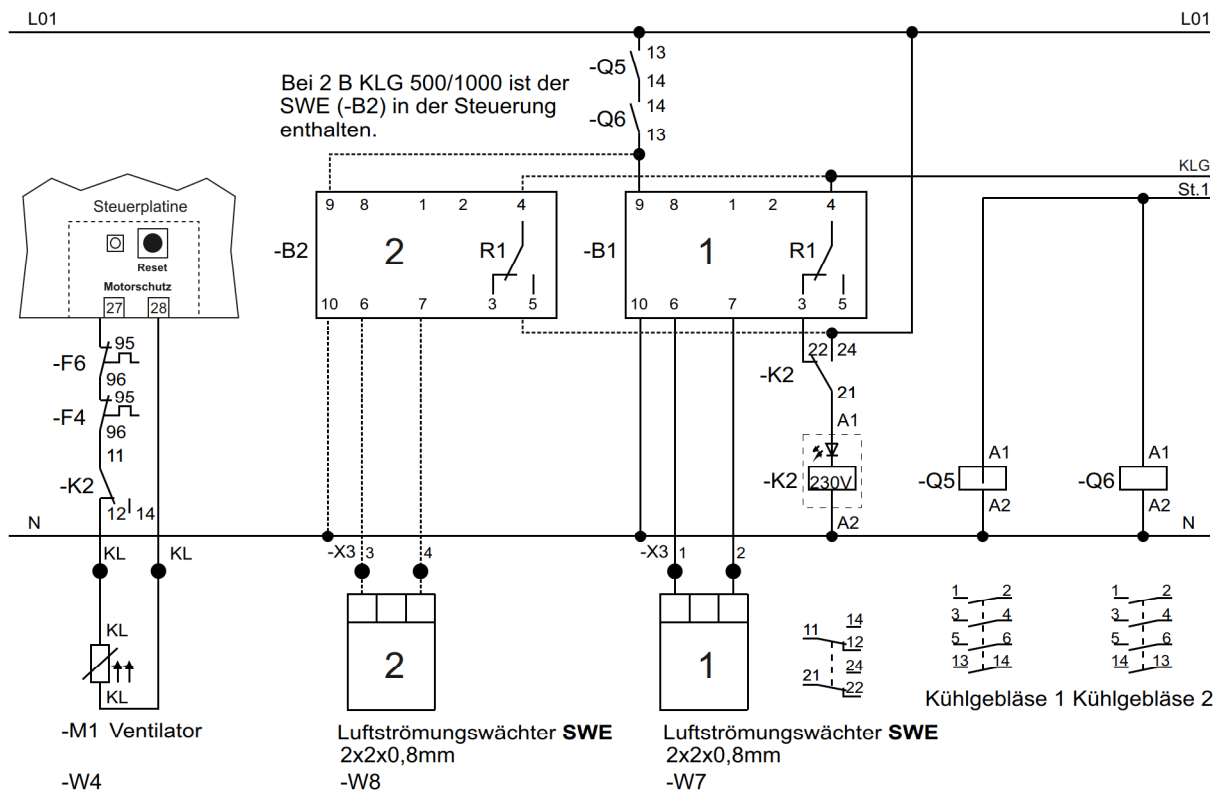 L01
L01
13
-Q5
14
Bei 2 B KLG 500/1000 ist der
SWE (-B2) in der Steuerung
enthalten.
14
-Q6
13
KLG
St.1
Steuerplatine
Reset
Motorschutz
27 28
9 8 1 2 4
-B2
2
R1
10 6 7 3 5
9 8 1 2 4
-B1
1
R1
10 6 7 3 5
95
-F6
96
95
-F4
96
11
-K2
12 14
22 24
-K2
21
A1
-K2
230V
A2
A1
-Q5
A2
A1
-Q6
A2
N
N
KL KL
-X3 3 4
-X3 1 2
KL
KL
2
1
14
11
12
24
21
22
1 2
3 4
5 6
13 14
1 2
3 4
5 6
14 13
Kühlgebläse 1 Kühlgebläse 2
-M1 Ventilator
Luftströmungswächter SWE
2x2x0,8mm
-W8
Luftströmungswächter SWE
2x2x0,8mm
-W7
-W4